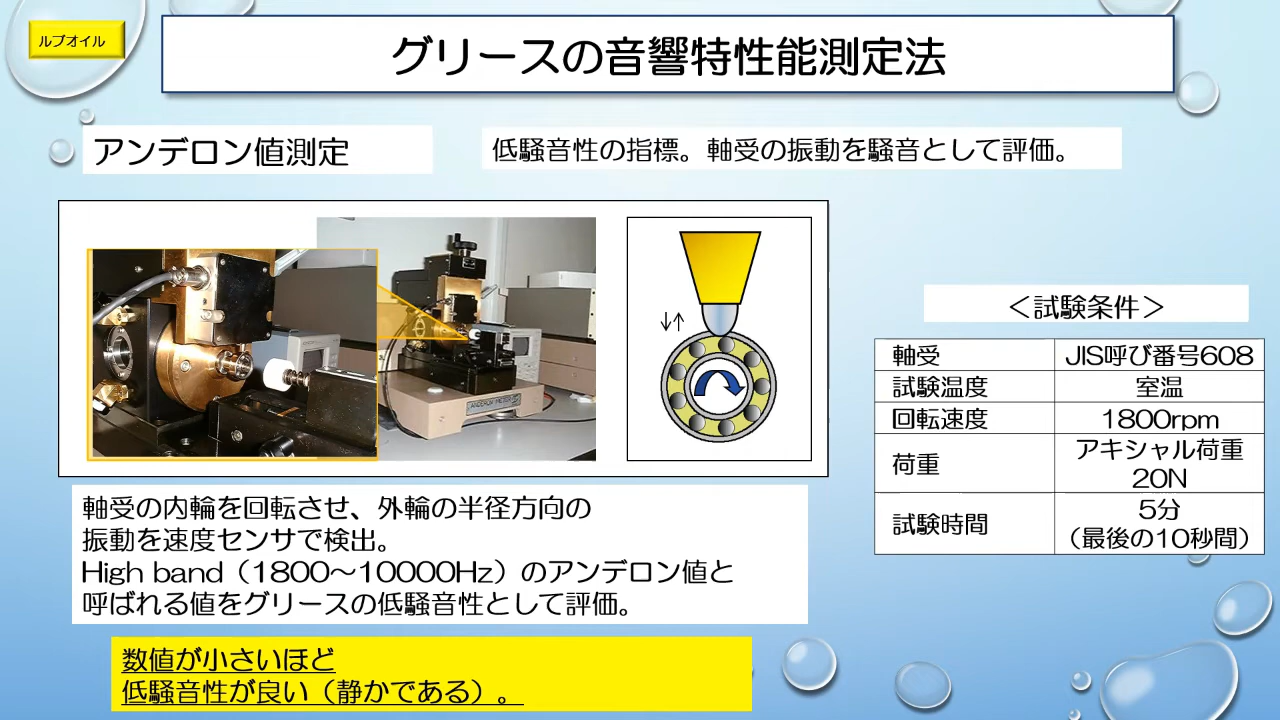 ルブオイル
グリースの音響特性能測定法
アンデロン値測定
低騒音性の指標。軸受の振動を騒音として評価。
ANDERON METER
軸受の内輪を回転させ、外輪の半径方向の
振動を速度センサで検出。
High band（1800～10000Hz）のアンデロン値と
呼ばれる値をグリースの低騒音性として評価。
数値が小さいほど
低騒音性が良い（静かである）。
＜試験条件＞
軸受 JIS呼び番号608
試験温度 室温
回転速度 1800rpm
荷重 アキシャル荷重
20N
試験時間 5分
（最後の10秒間）